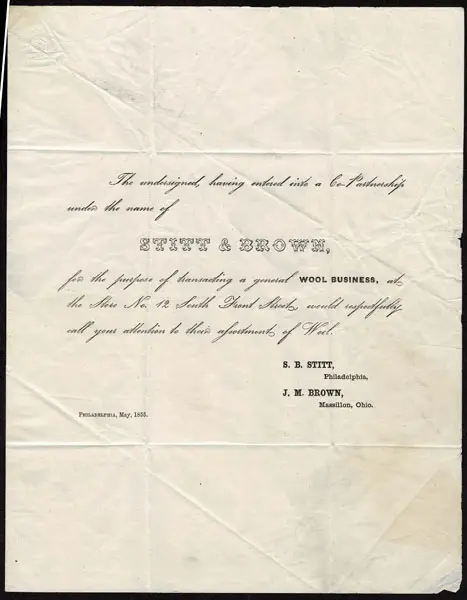 The undersigned, having entered into a Co-Partnership
under the name of
STITT & BROWN,
for the purpose of transacting a general WOOL BUSINESS, at
the Store No. 12 South Front Street, would respectfully
call your attention to their assortment of Wool.
S. B. STITT,
Philadelphia,
J. M. BROWN,
Massillon, Ohio.
PHILADELPHIA, May, 1855.